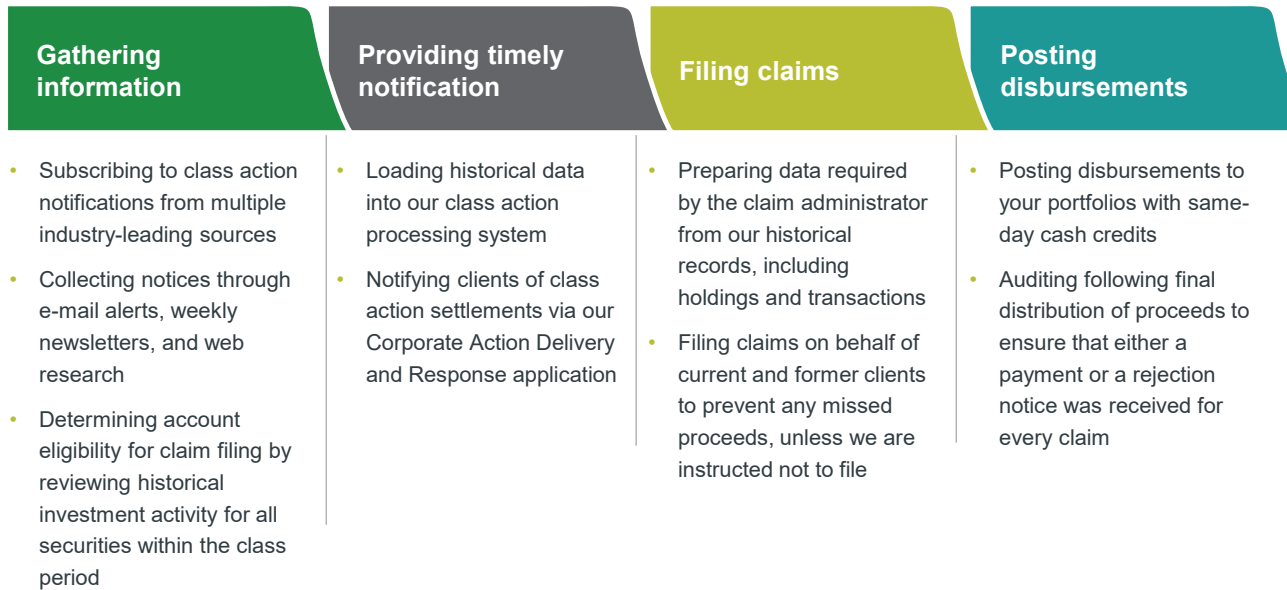 Gathering
information
• Subscribing to class action
notifications from multiple
industry-leading sources
• Collecting notices through
e-mail alerts, weekly
newsletters, and web
research
• Determining account
eligibility for claim filing by
reviewing historical
investment activity for all
securities within the class
period
Providing timely
notification
• Loading historical data
into our class action
processing system
• Notifying clients of class
action settlements via our
Corporate Action Delivery
and Response application
Filing claims
• Preparing data required
by the claim administrator
from our historical
records, including
holdings and transactions
• Filing claims on behalf of
current and former clients
to prevent any missed
proceeds, unless we are
instructed not to file
Posting
disbursements
• Posting disbursements to
your portfolios with same-
day cash credits
• Auditing following final
distribution of proceeds to
ensure that either a
payment or a rejection
notice was received for
every claim